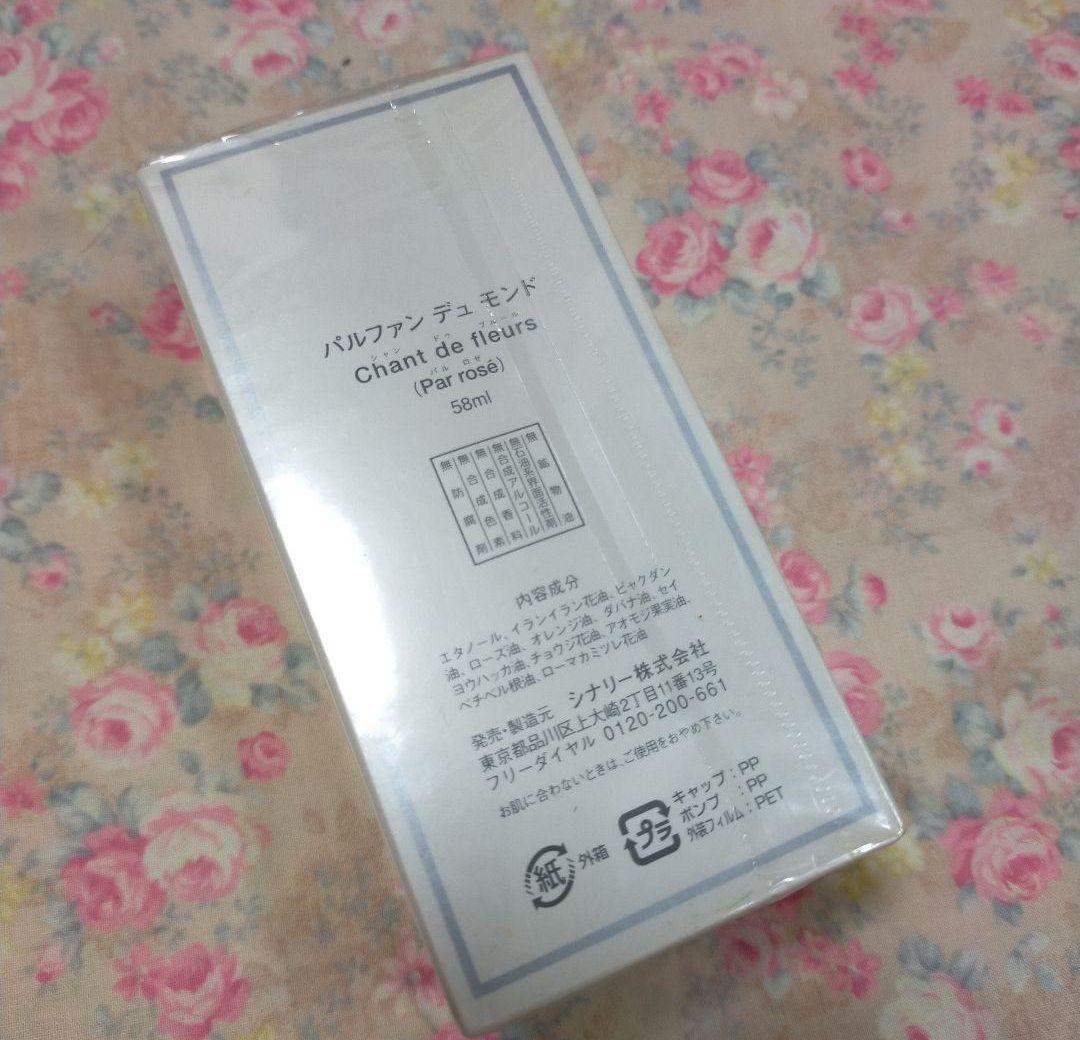 パルファン デュ モンド
シャン ドゥ フルール
Chant de fleurs
パル ロゼ
(Par rosé)
58ml
無鉱物油
無石油系界面活性剤
無合成アルコール
無合成香料
無合成色素
無防腐剤
内容成分
エタノール、イランイラン花油、ビャクダン
油、ローズ油、オレンジ油、ダバナ油、セイ
ヨウハッカ油、チョウジ花油、アオモジ果実油、
ベチベル根油、ローマカミツレ花油
発売・製造元 シナリー株式会社
東京都品川区上大崎2丁目11番13号
フリーダイヤル 0120-200-661
お肌に合わないときは、ご使用をおやめ下さい。
紙 外箱
プラ キャップ：PP
ポンプ ：PP
外装フィルム：PET